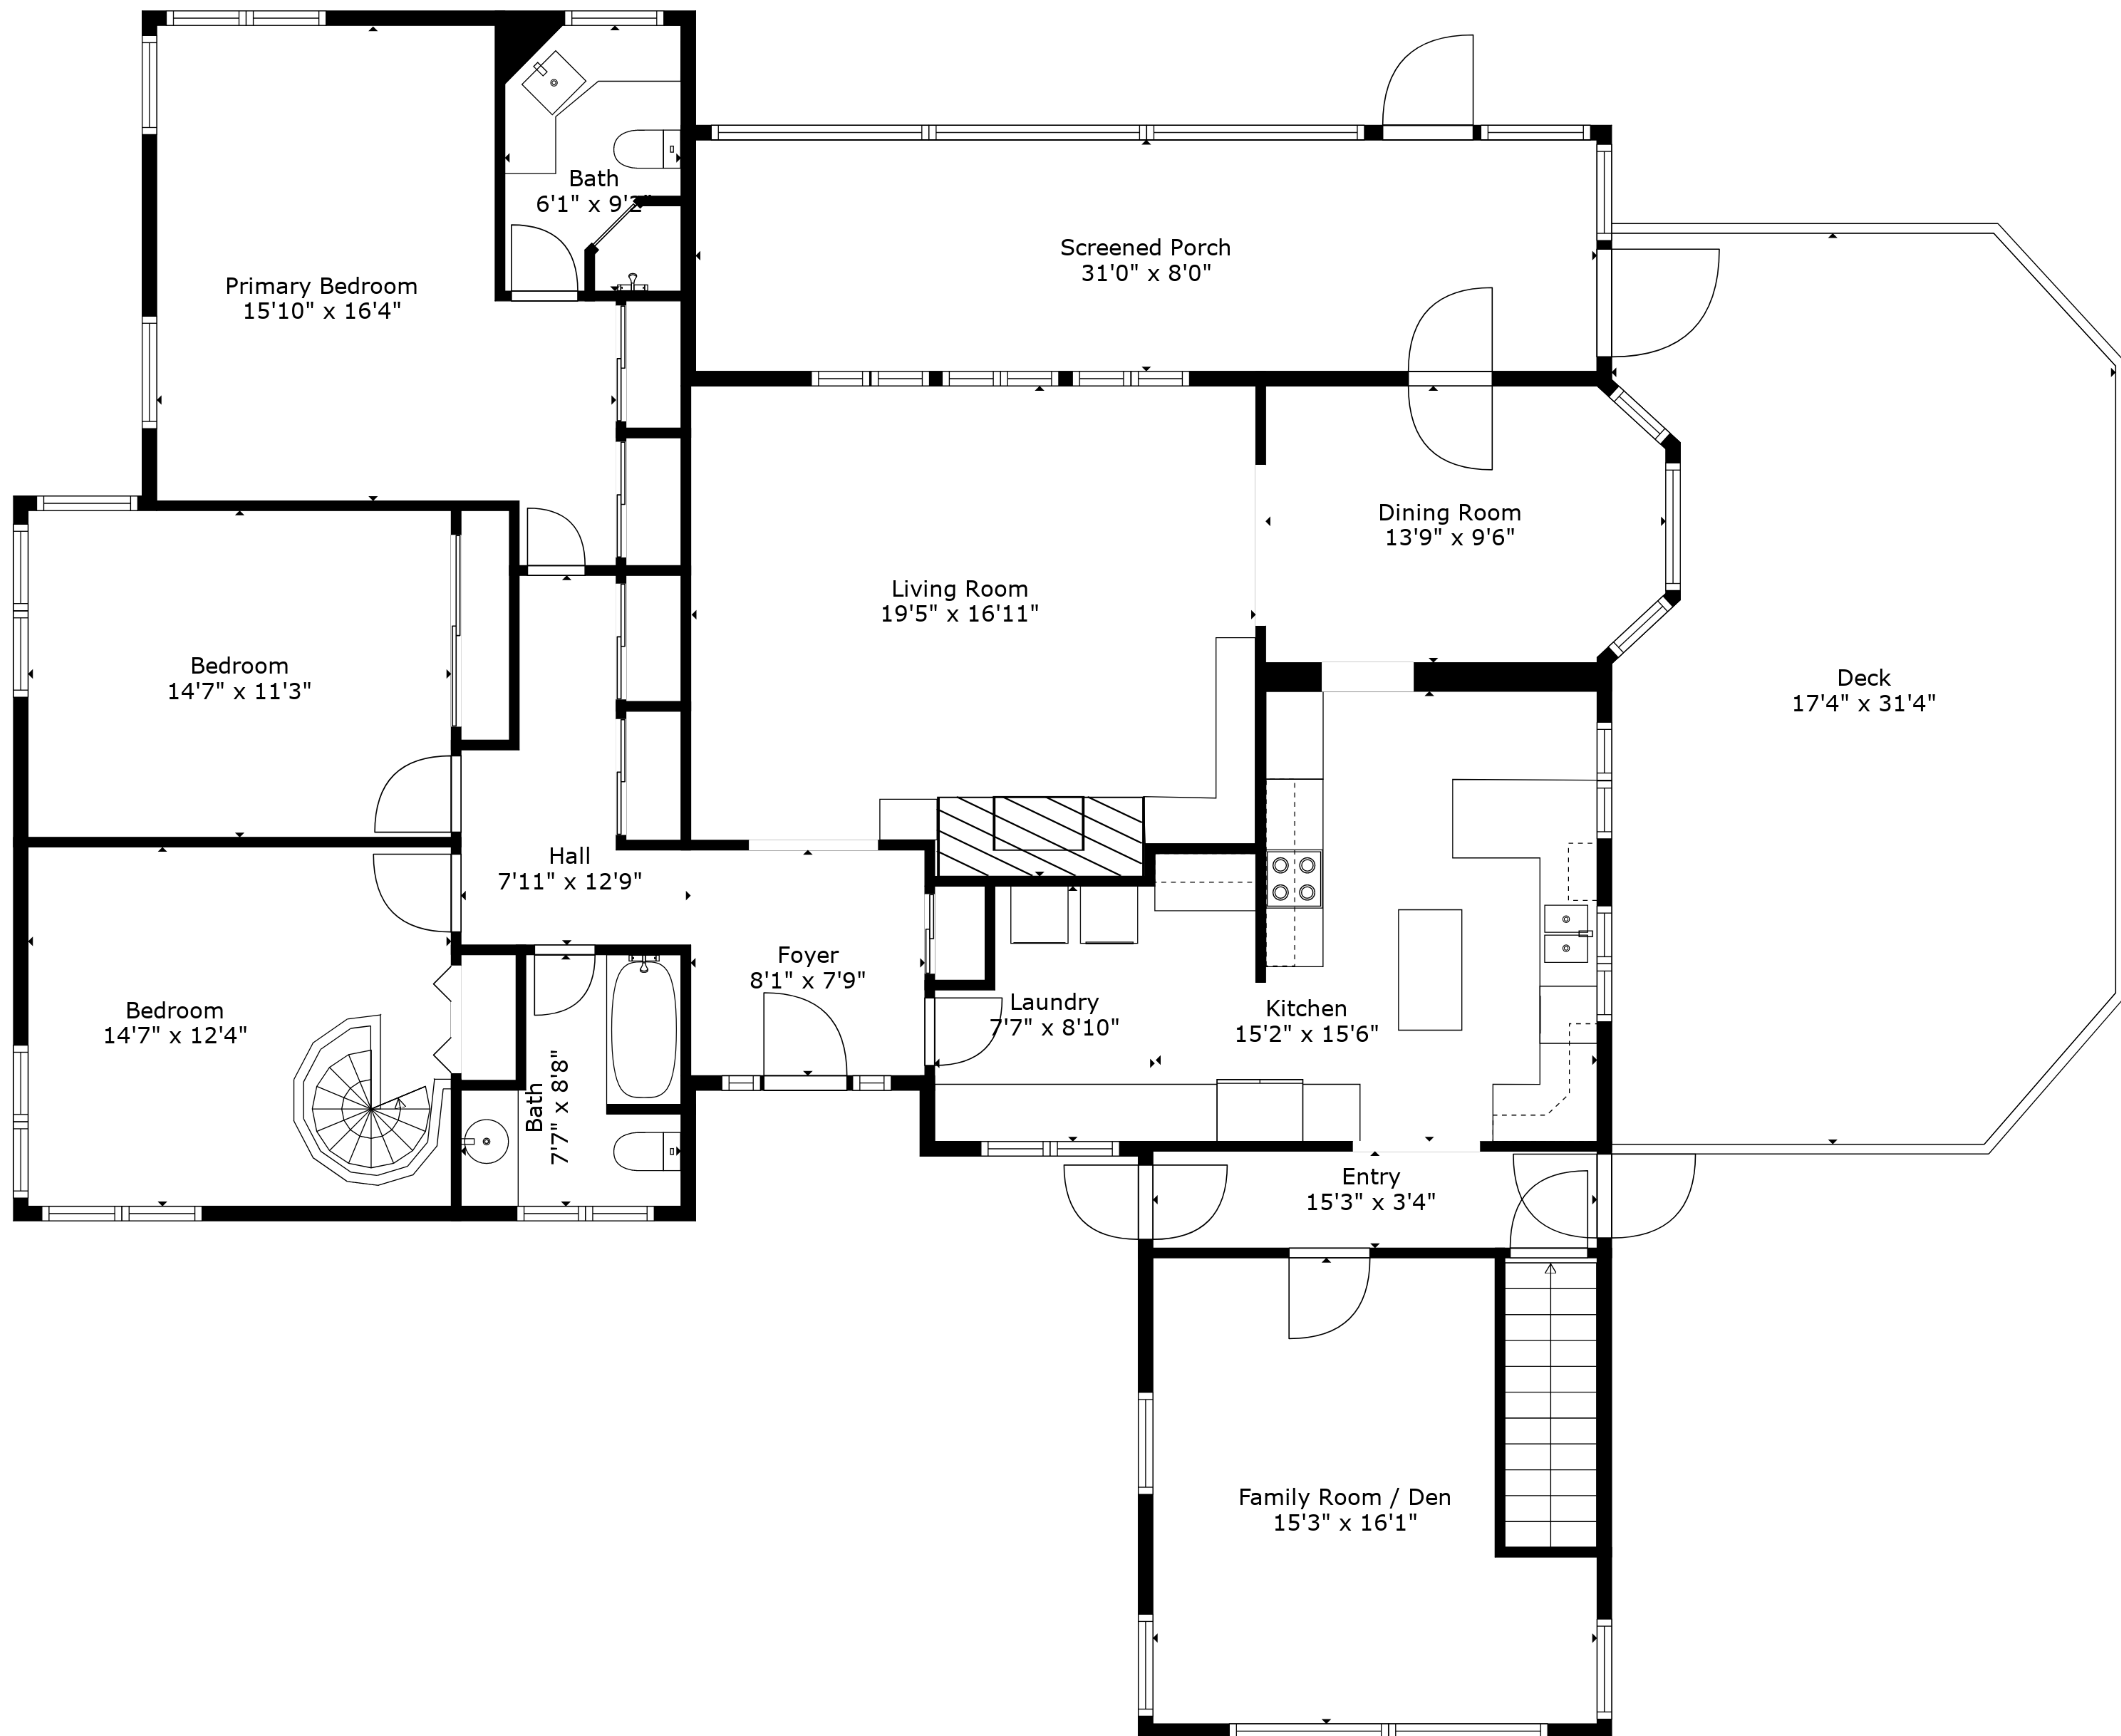 Bath
6'1" x 9'2"
Screened Porch
31'0" x 8'0"
Primary Bedroom
15'10" x 16'4"
Dining Room
13'9" x 9'6"
Living Room
19'5" x 16'11"
Bedroom
14'7" x 11'3"
Deck
17'4" x 31'4"
Hall
7'11" x 12'9"
Foyer
8'1" x 7'9"
Laundry
7'7" x 8'10"
Kitchen
15'2" x 15'6"
Bedroom
14'7" x 12'4"
Bath
7'7" x 8'8"
Entry
15'3" x 3'4"
Family Room / Den
15'3" x 16'1"